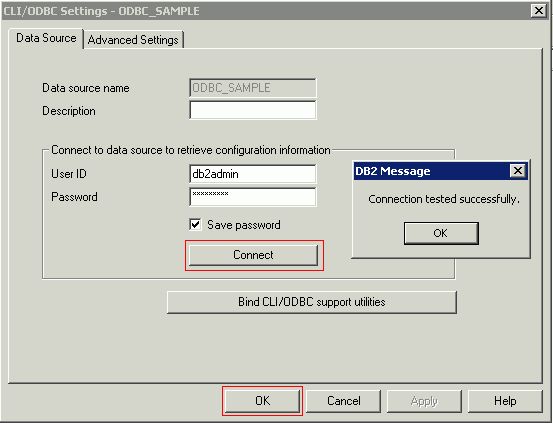 CLI/ODBC Settings - ODBC_SAMPLE
Data Source
Advanced Settings
Data source name
ODBC_SAMPLE
Description
Connect to data source to retrieve configuration information
User ID
db2admin
Password
*********
Save password
Connect
DB2 Message
Connection tested successfully.
OK
Bind CLI/ODBC support utilities
OK
Cancel
Apply
Help